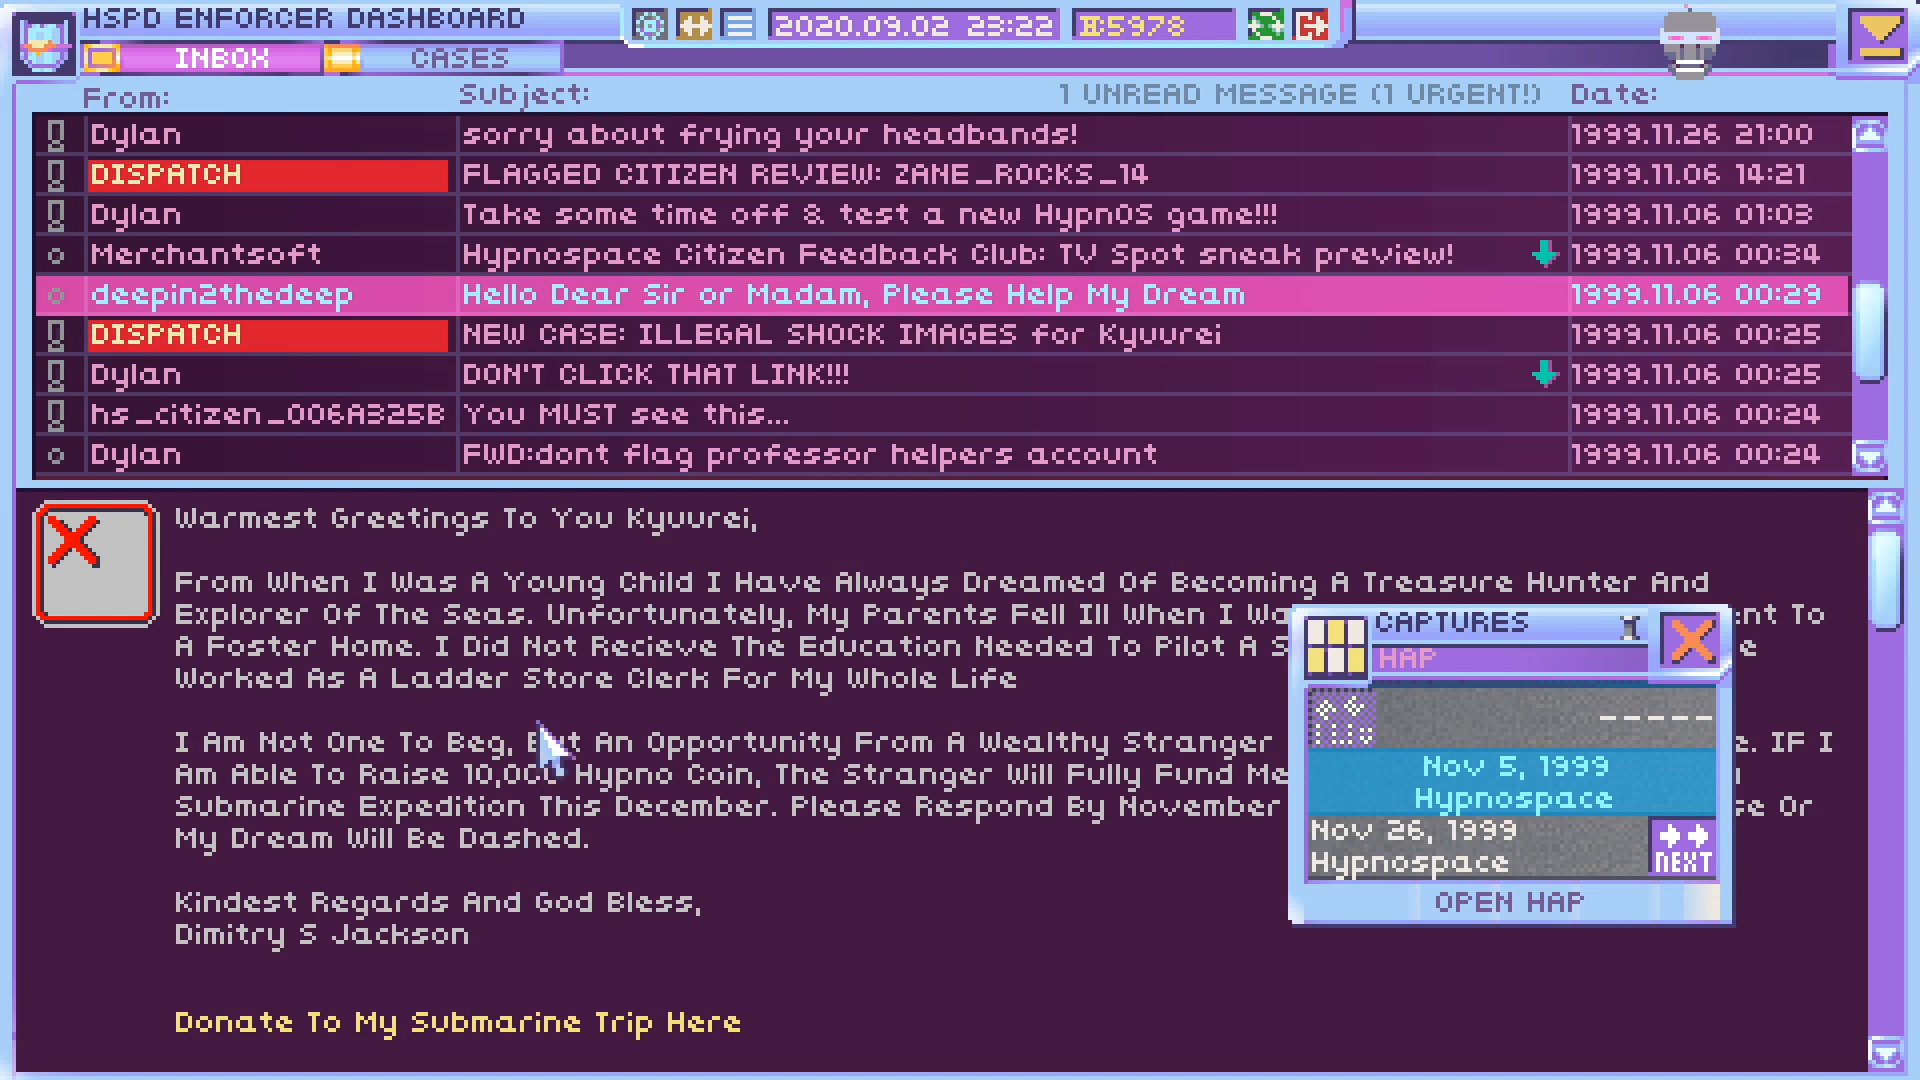 HSPD ENFORCER DASHBOARD
2020.09.02 23:22
5978
INBOX
CASES
From:
Subject:
1 UNREAD MESSAGE (1 URGENT!)
Date:
Dylan sorry about frying your headbands! 1999.11.26 21:00
DISPATCH FLAGGED CITIZEN REVIEW: ZANE_ROCKS_14 1999.11.06 14:21
Dylan Take some time off & test a new HypnOS game!!! 1999.11.06 01:03
Merchantsoft Hypnospace Citizen Feedback Club: TV Spot sneak preview! 1999.11.06 00:34
deepin2thedeep Hello Dear Sir or Madam, Please Help My Dream 1999.11.06 00:29
DISPATCH NEW CASE: ILLEGAL SHOCK IMAGES for Kyuurei 1999.11.06 00:25
Dylan DON'T CLICK THAT LINK!!! 1999.11.06 00:25
hs_citizen_006A325B You MUST see this... 1999.11.06 00:24
Dylan FWD:dont flag professor helpers account 1999.11.06 00:24
Warmest Greetings To You Kyuurei,
From When I Was A Young Child I Have Always Dreamed Of Becoming A Treasure Hunter And
Explorer Of The Seas. Unfortunately, My Parents Fell Ill When I To
A Foster Home. I Did Not Recieve The Education Needed To Pilot A
Worked As A Ladder Store Clerk For My Whole Life
I Am Not One To Beg, But An Opportunity From A Wealthy Stranger IF I
Am Able To Raise 10,000 Hypno Coin, The Stranger Will Fully Fund
Submarine Expedition This December. Please Respond By November Or
My Dream Will Be Dashed.
Kindest Regards And God Bless,
Dimitry S Jackson
Donate To My Submarine Trip Here
CAPTURES
HAP
------
Nov 5, 1999
Hypnospace
Nov 26, 1999
Hypnospace
NEXT
OPEN HAP